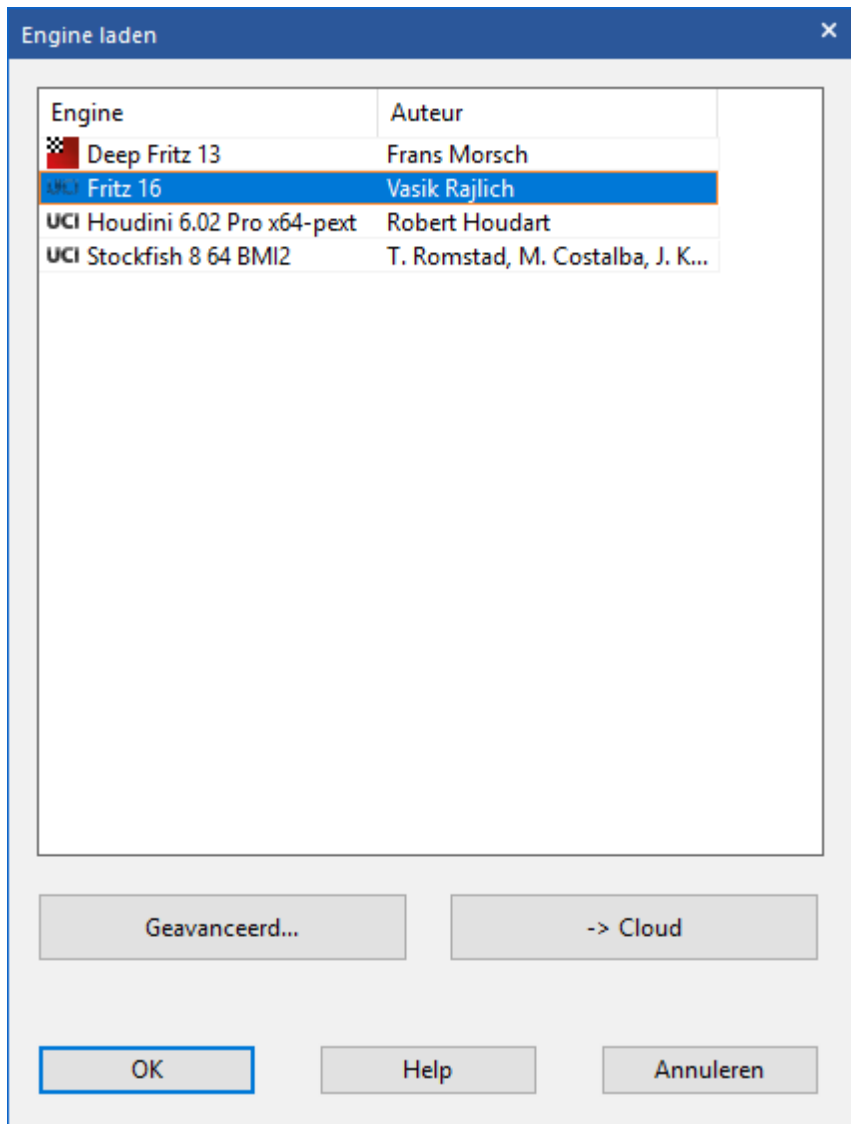 Engine laden
Engine Auteur
Deep Fritz 13 Frans Morsch
Fritz 16 Vasik Rajlich
UCI Houdini 6.02 Pro x64-pext Robert Houdart
UCI Stockfish 8 64 BMI2 T. Romstad, M. Costalba, J. K...
Geavanceerd... -> Cloud
OK Help Annuleren